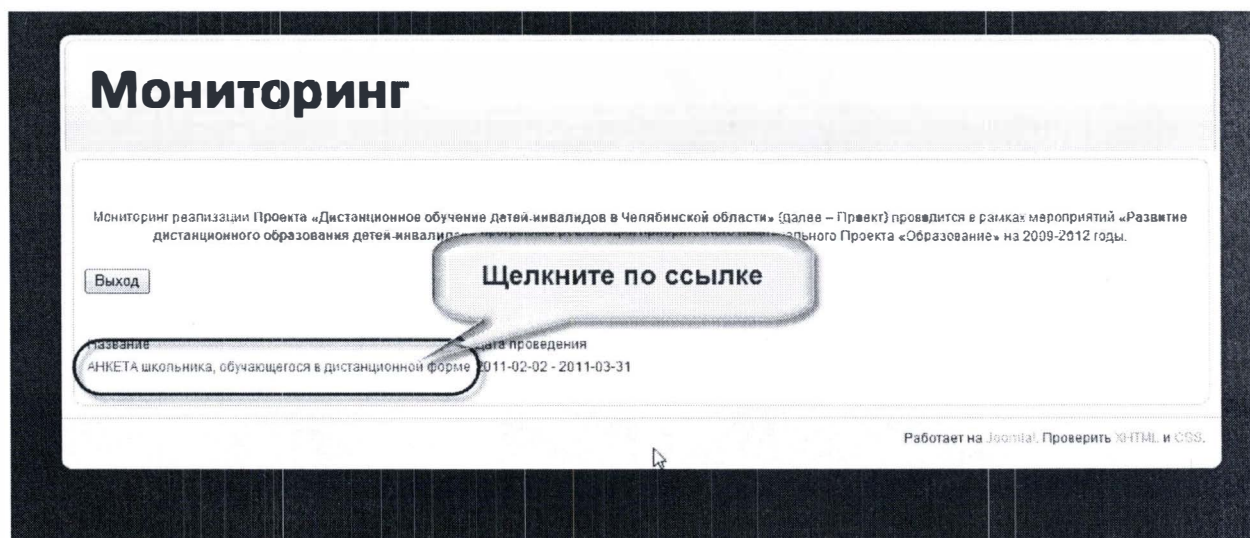 Мониторинг
Мониторинг реализации Проекта «Дистанционное обучение детей-инвалидов в Челябинской области» (далее – Проект) проводится в рамках мероприятий «Развитие
дистанционного образования детей-инвалидов Проекта «Образование» на 2009-2012 годы.
Щелкните по ссылке
Выход
Название Дата проведения
АНКЕТА школьника, обучающегося в дистанционной форме 2011-02-02 - 2011-03-31
Работает на Joomla!. Проверить XHTML и CSS.